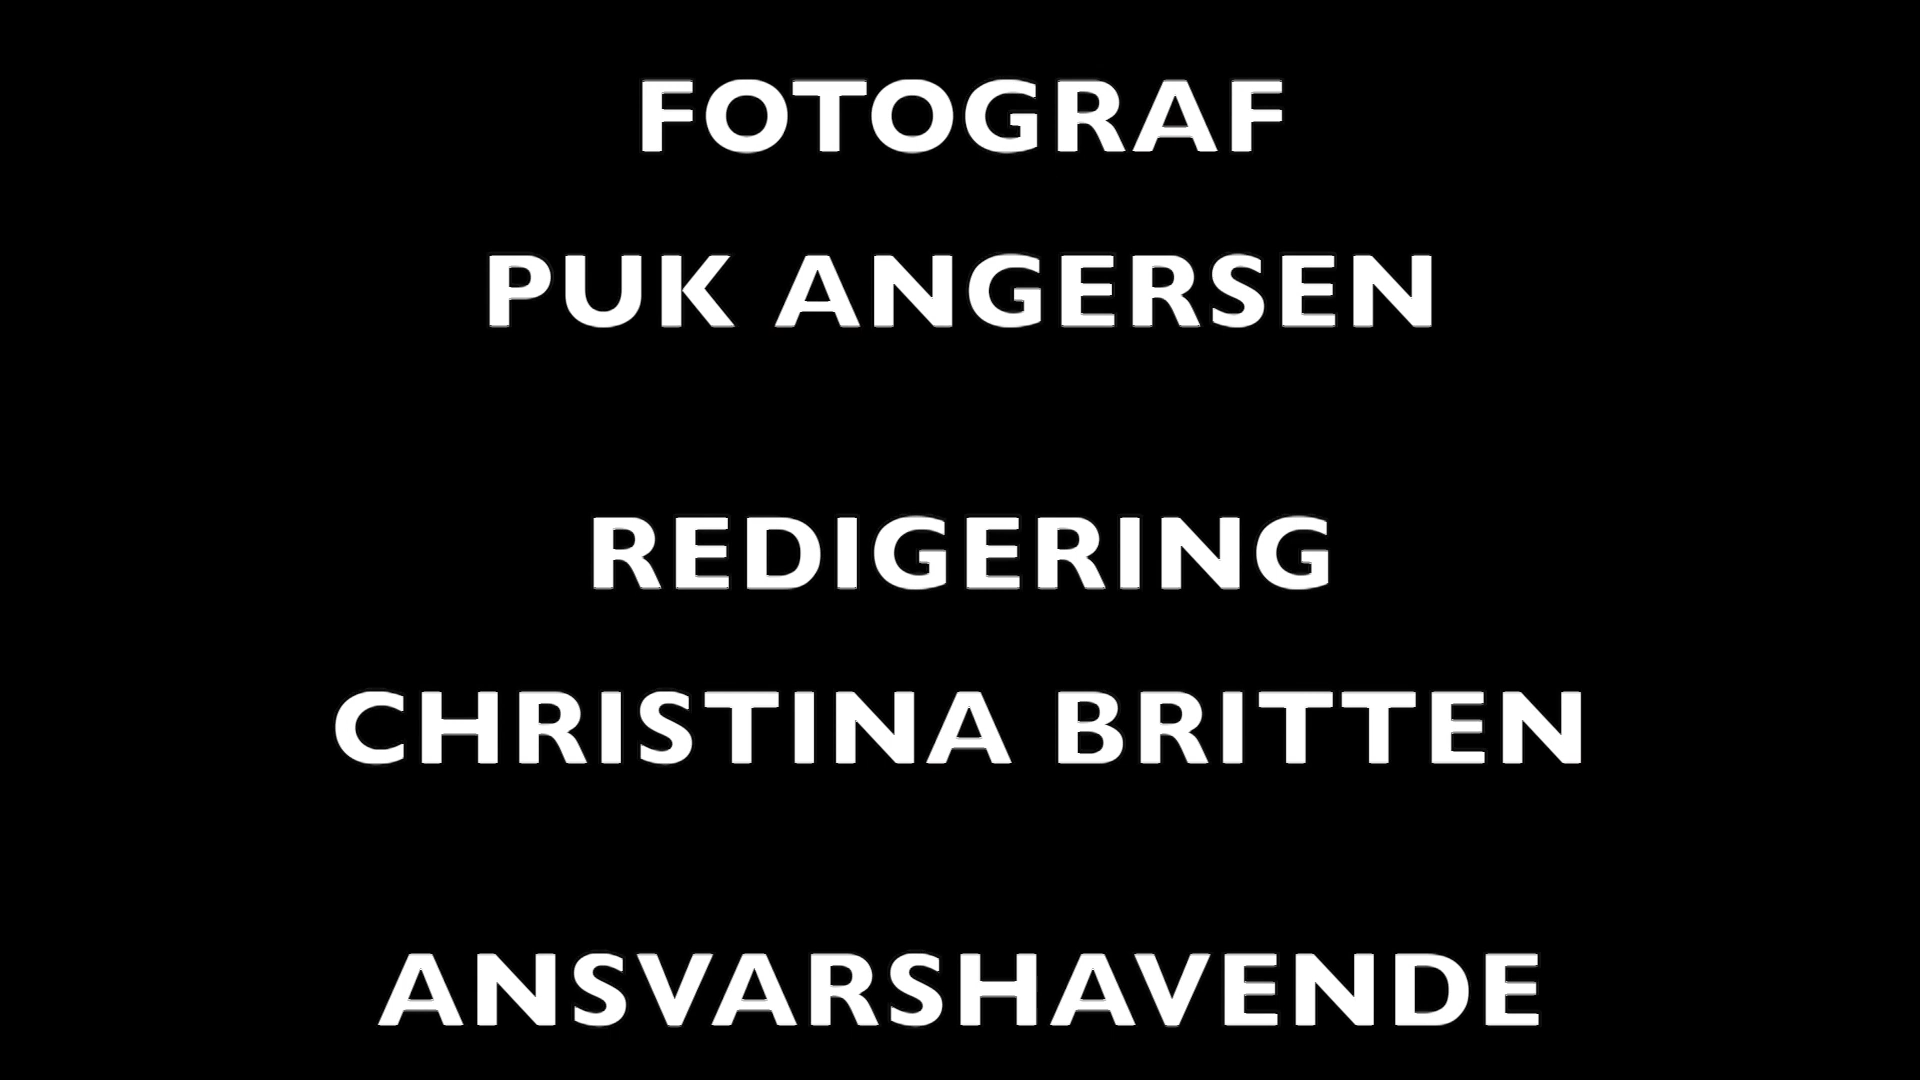 FOTOGRAF
PUK ANGERSEN
REDIGERING
CHRISTINA BRITTEN
ANSVARSHAVENDE